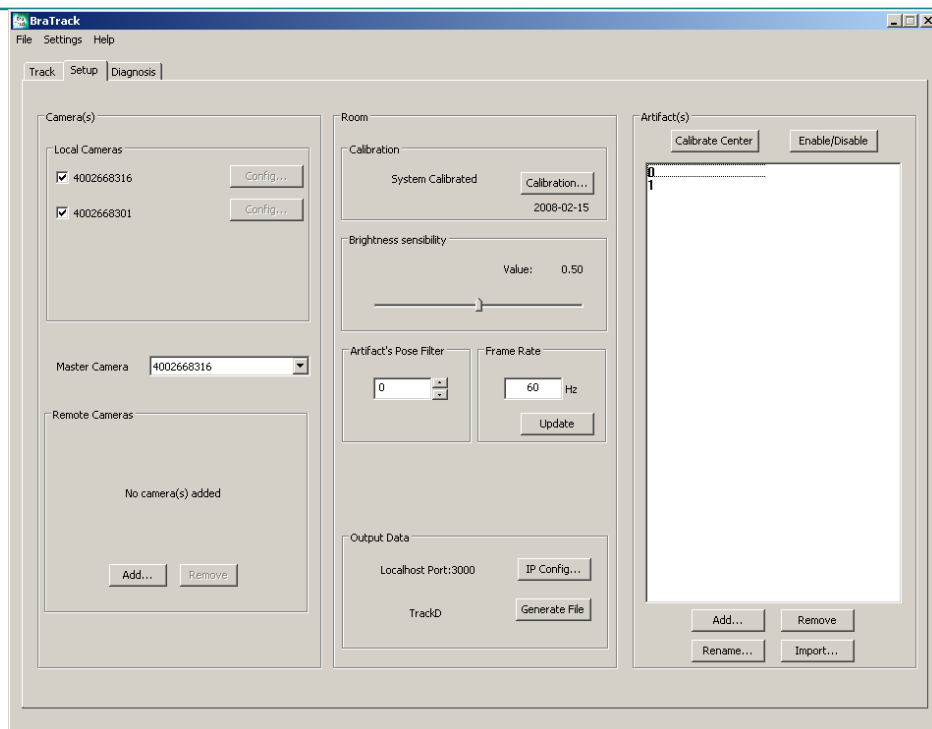 BraTrack
File Settings Help
Track Setup Diagnosis
Camera(s)
Local Cameras
4002668316 Config...
4002668301 Config...
Master Camera 4002668316
Remote Cameras
No camera(s) added
Add... Remove
Room
Calibration
System Calibrated Calibration...
2008-02-15
Brightness sensibility
Value: 0.50
Artifact's Pose Filter
0
Frame Rate
60 Hz
Update
Output Data
Localhost Port:3000 IP Config...
TrackD Generate File
Artifact(s)
Calibrate Center Enable/Disable
0
1
Add... Remove
Rename... Import...